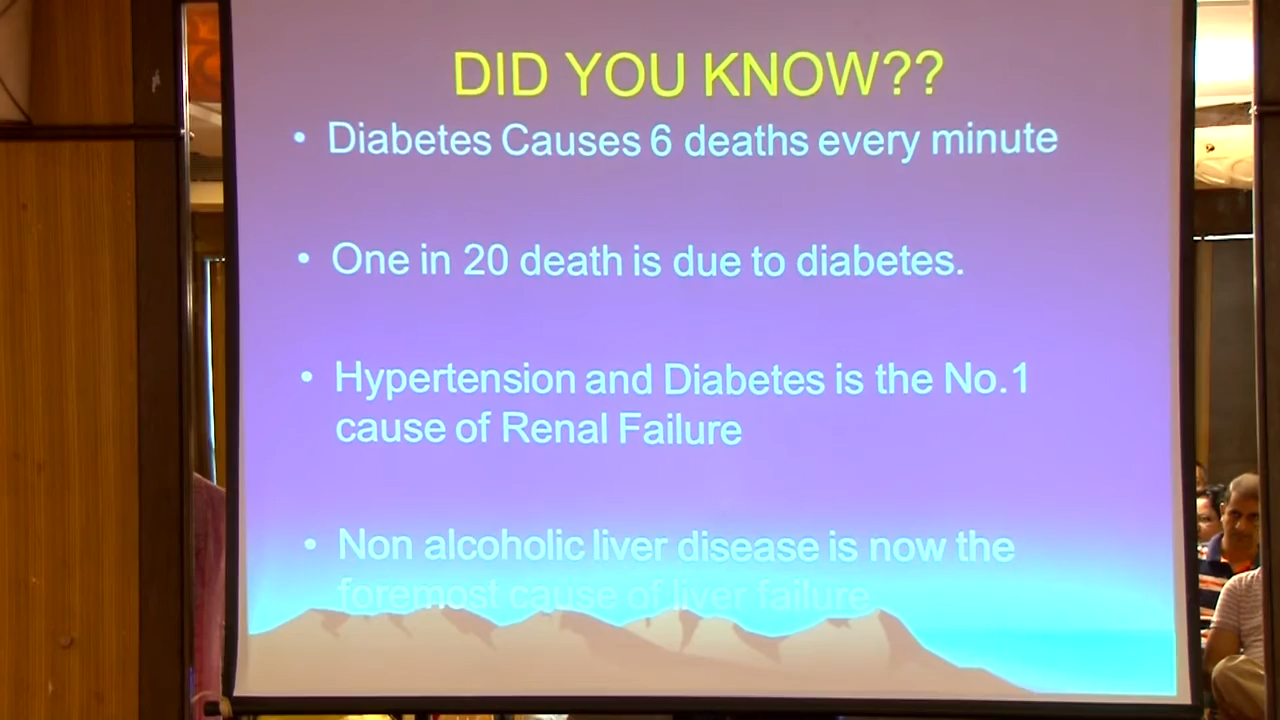 DID YOU KNOW??
• Diabetes Causes 6 deaths every minute
• One in 20 death is due to diabetes.
• Hypertension and Diabetes is the No.1
cause of Renal Failure
• Non alcoholic liver disease is now the
foremost cause of liver failure